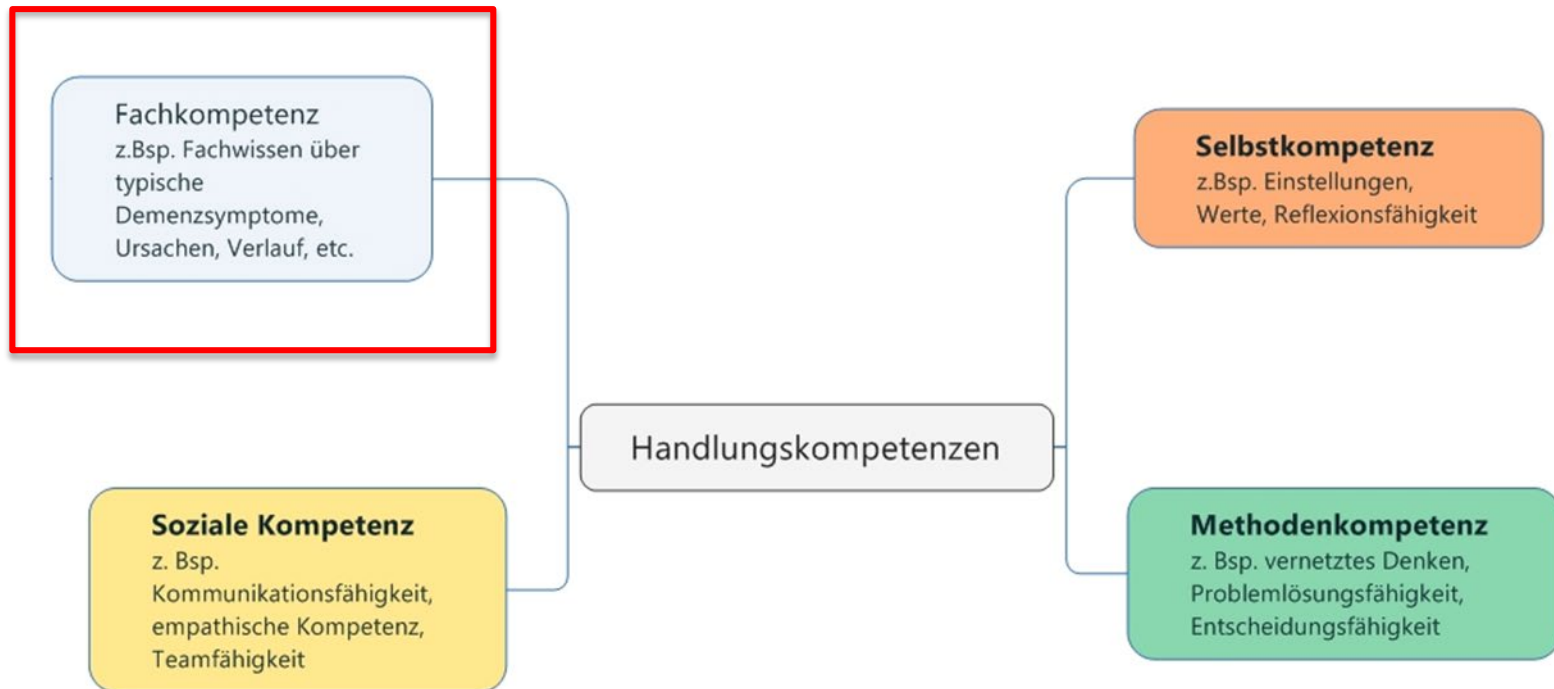 Fachkompetenz
z.Bsp. Fachwissen über
typische
Demenzsymptome,
Ursachen, Verlauf, etc.
Selbstkompetenz
z.Bsp. Einstellungen,
Werte, Reflexionsfähigkeit
Handlungskompetenzen
Soziale Kompetenz
z. Bsp.
Kommunikationsfähigkeit,
empathische Kompetenz,
Teamfähigkeit
Methodenkompetenz
z. Bsp. vernetztes Denken,
Problemlösungsfähigkeit,
Entscheidungsfähigkeit